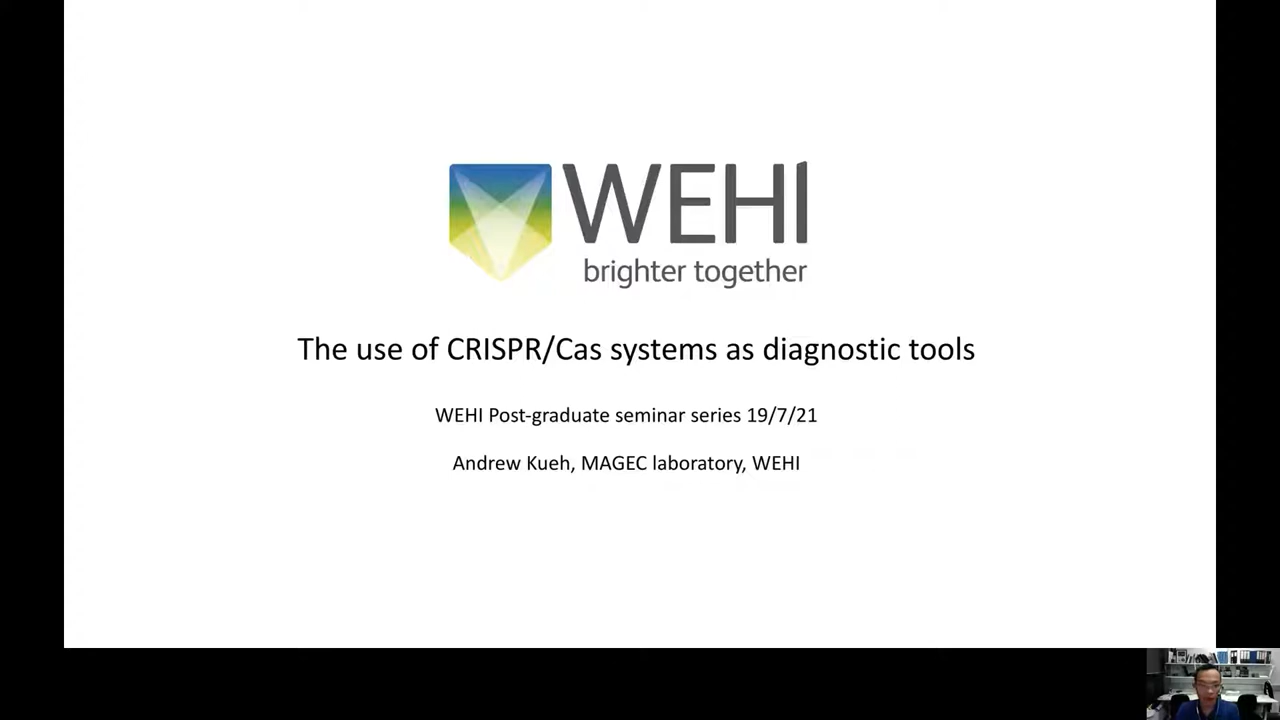 WEHI
brighter together
The use of CRISPR/Cas systems as diagnostic tools
WEHI Post-graduate seminar series 19/7/21
Andrew Kueh, MAGEC laboratory, WEHI